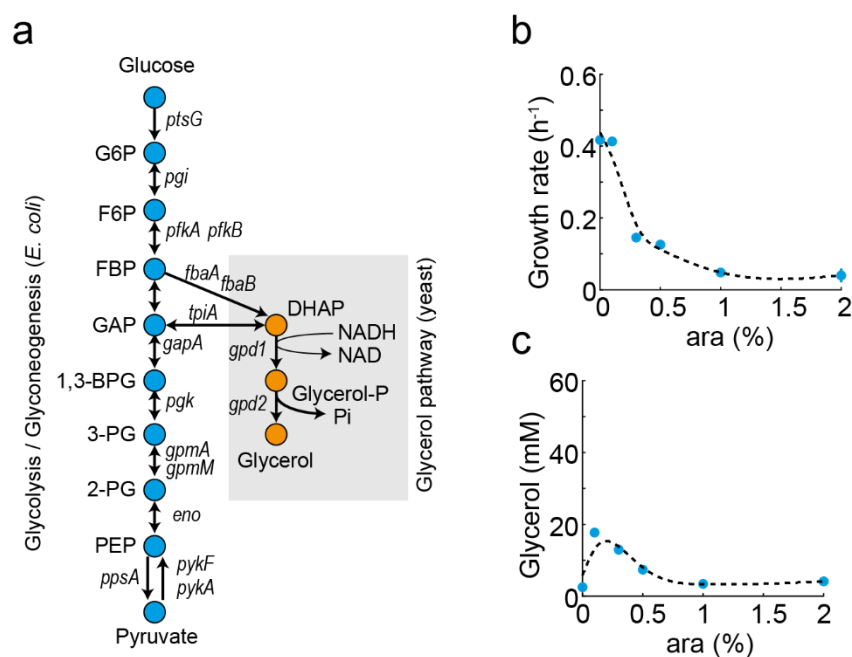 a
Glucose
ptsG
G6P
pgi
F6P
pfkA pfkB
FBP
fbaA
fbaB
DHAP
tpiA
GAP
NADH
gapA
gpd1
NAD
1,3-BPG
Glycerol-P
pgk
gpd2
Pi
3-PG
gpmA
gpmM
Glycerol
2-PG
eno
PEP
ppsA
pykF
pykA
Pyruvate
Glycolysis / Glyconeogenesis (E. coli)
Glycerol pathway (yeast)
b
Growth rate (h-1)
0.6
0.4
0.2
0
0 0.5 1 1.5 2
ara (%)
c
Glycerol (mM)
60
40
20
0
0 0.5 1 1.5 2
ara (%)